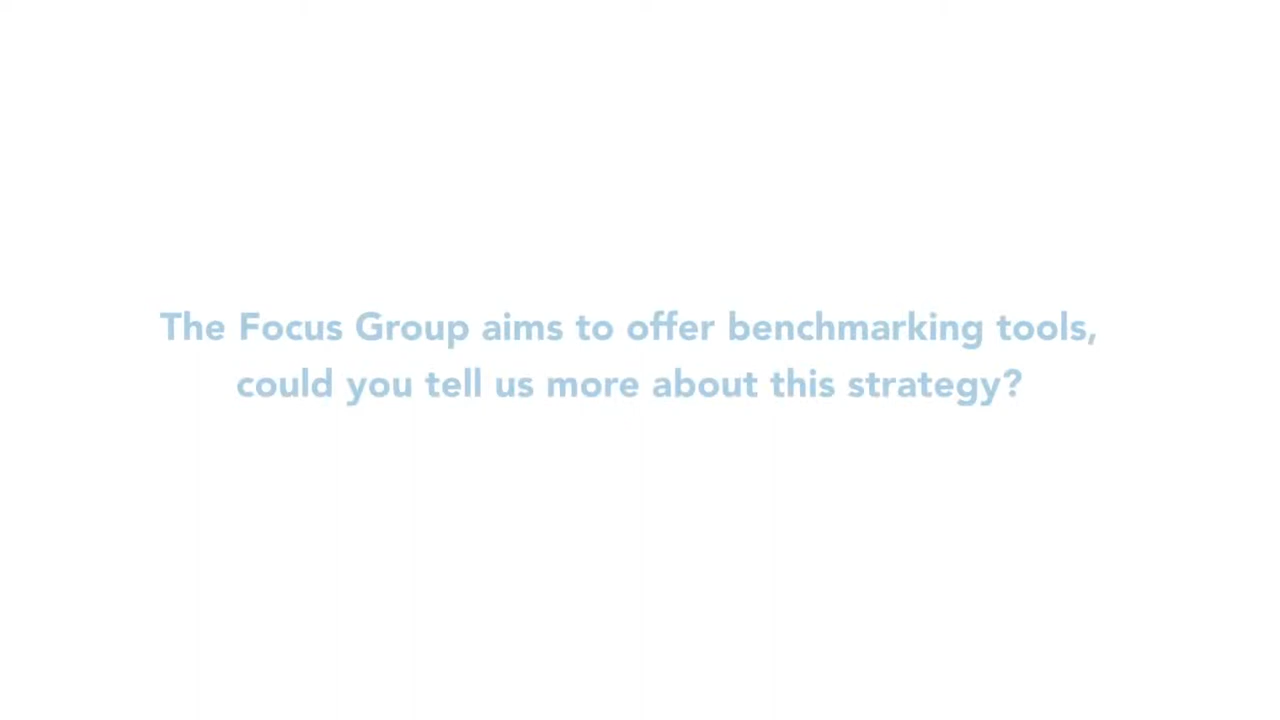 The Focus Group aims to offer benchmarking tools,
could you tell us more about this strategy?